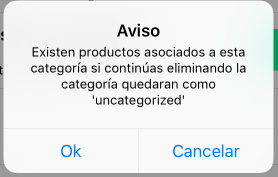 Aviso
Existen productos asociados a esta
categoría si continúas eliminando la
categoría quedaran como
'uncategorized'
Ok
Cancelar